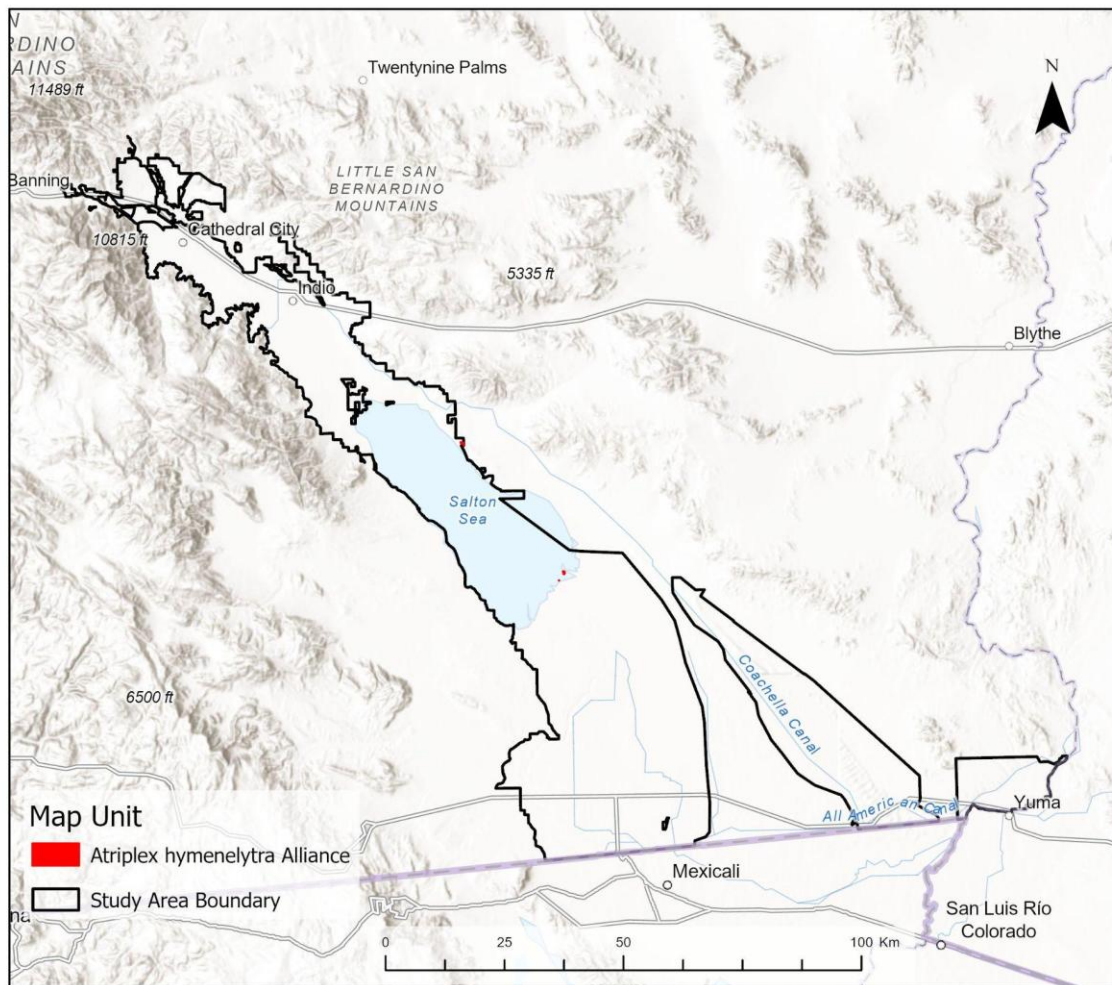 N
RDINO
AINS
11489 ft
Twentynine Palms
N
LITTLE SAN
BERNARDINO
MOUNTAINS
Banning
10815 ft
Cathedral City
5335 ft
Indio
Blythe
Salton
Sea
Coachella Canal
6500 ft
All American Canal
Yuma
Map Unit
Atriplex hymenelytra Alliance
Study Area Boundary
Mexicali
na
San Luis Río
Colorado
0 25 50 100 Km